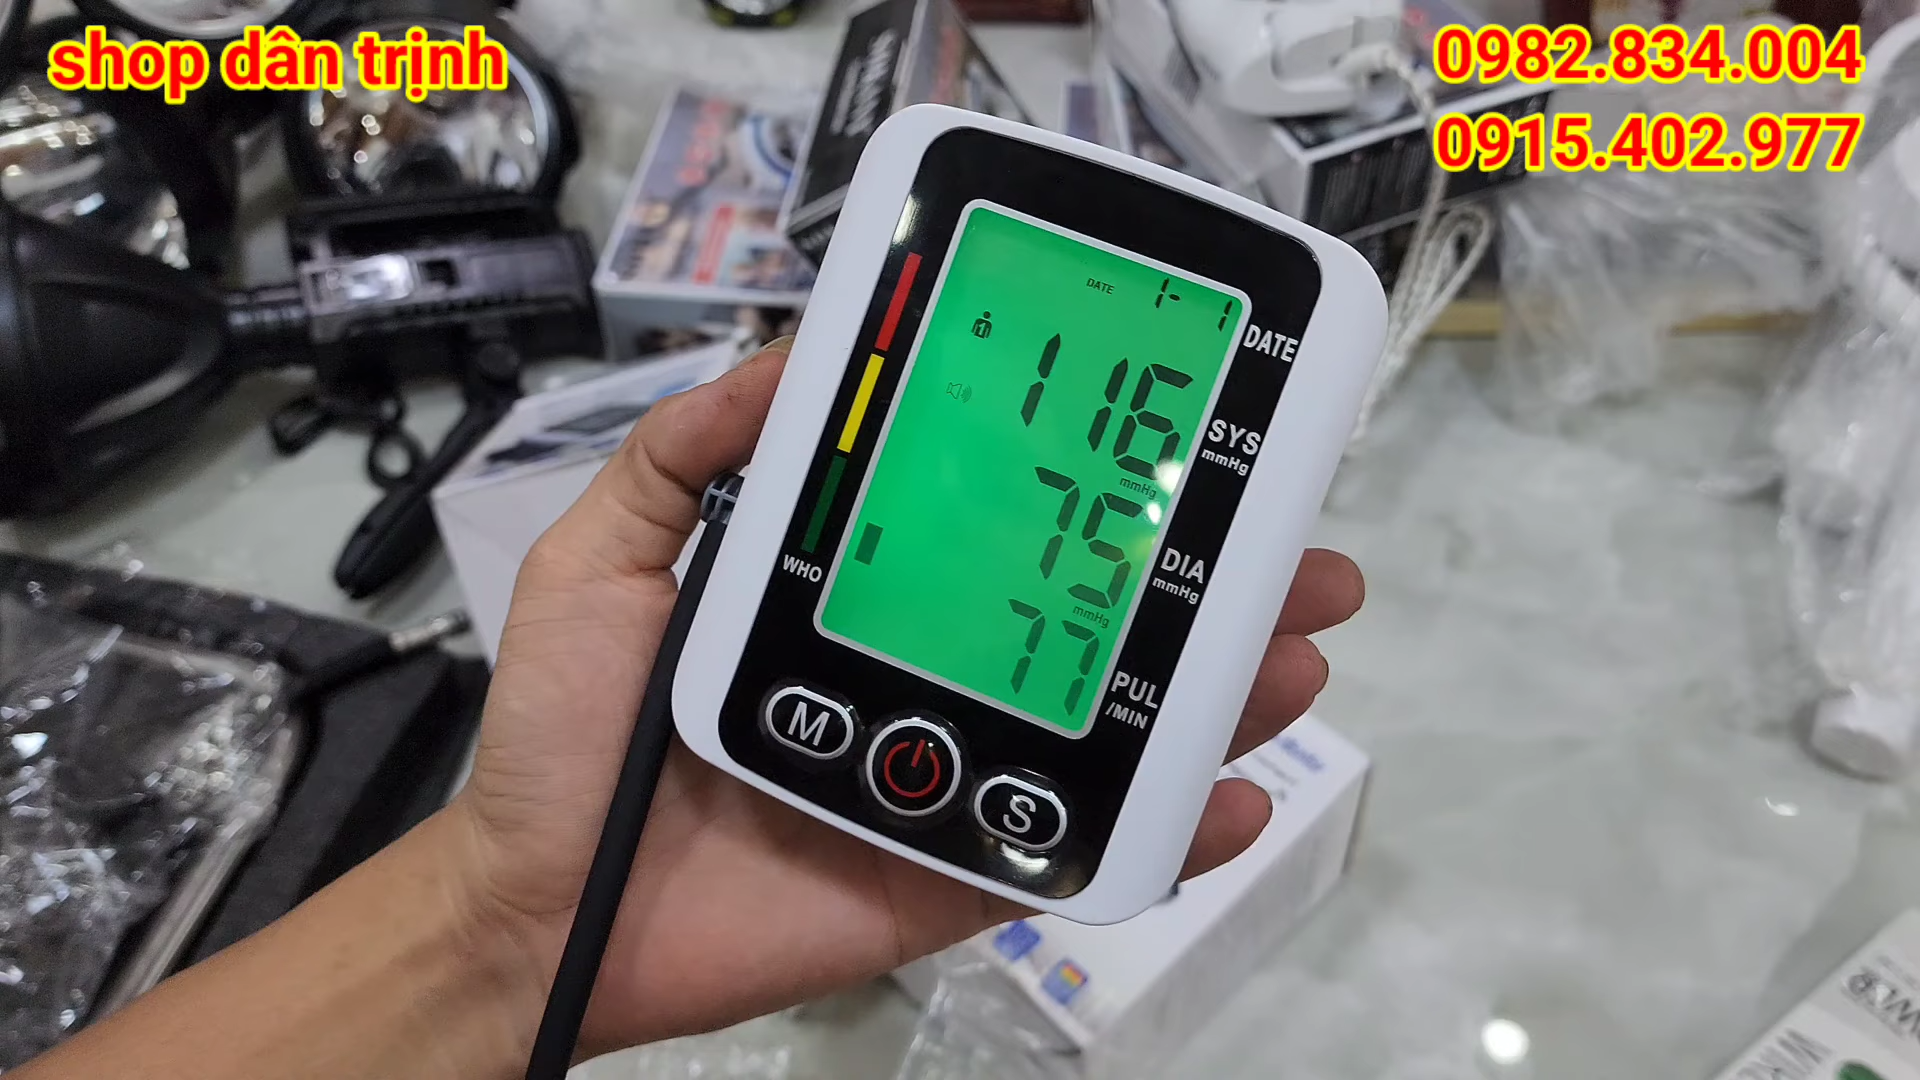 shop dân trịnh
0982.834.004
0915.402.977
DATE 1- 1
DATE
116
SYS
mmHg
mmHg
75
DIA
mmHg
mmHg
77
PUL
/MIN
WHO
M
S